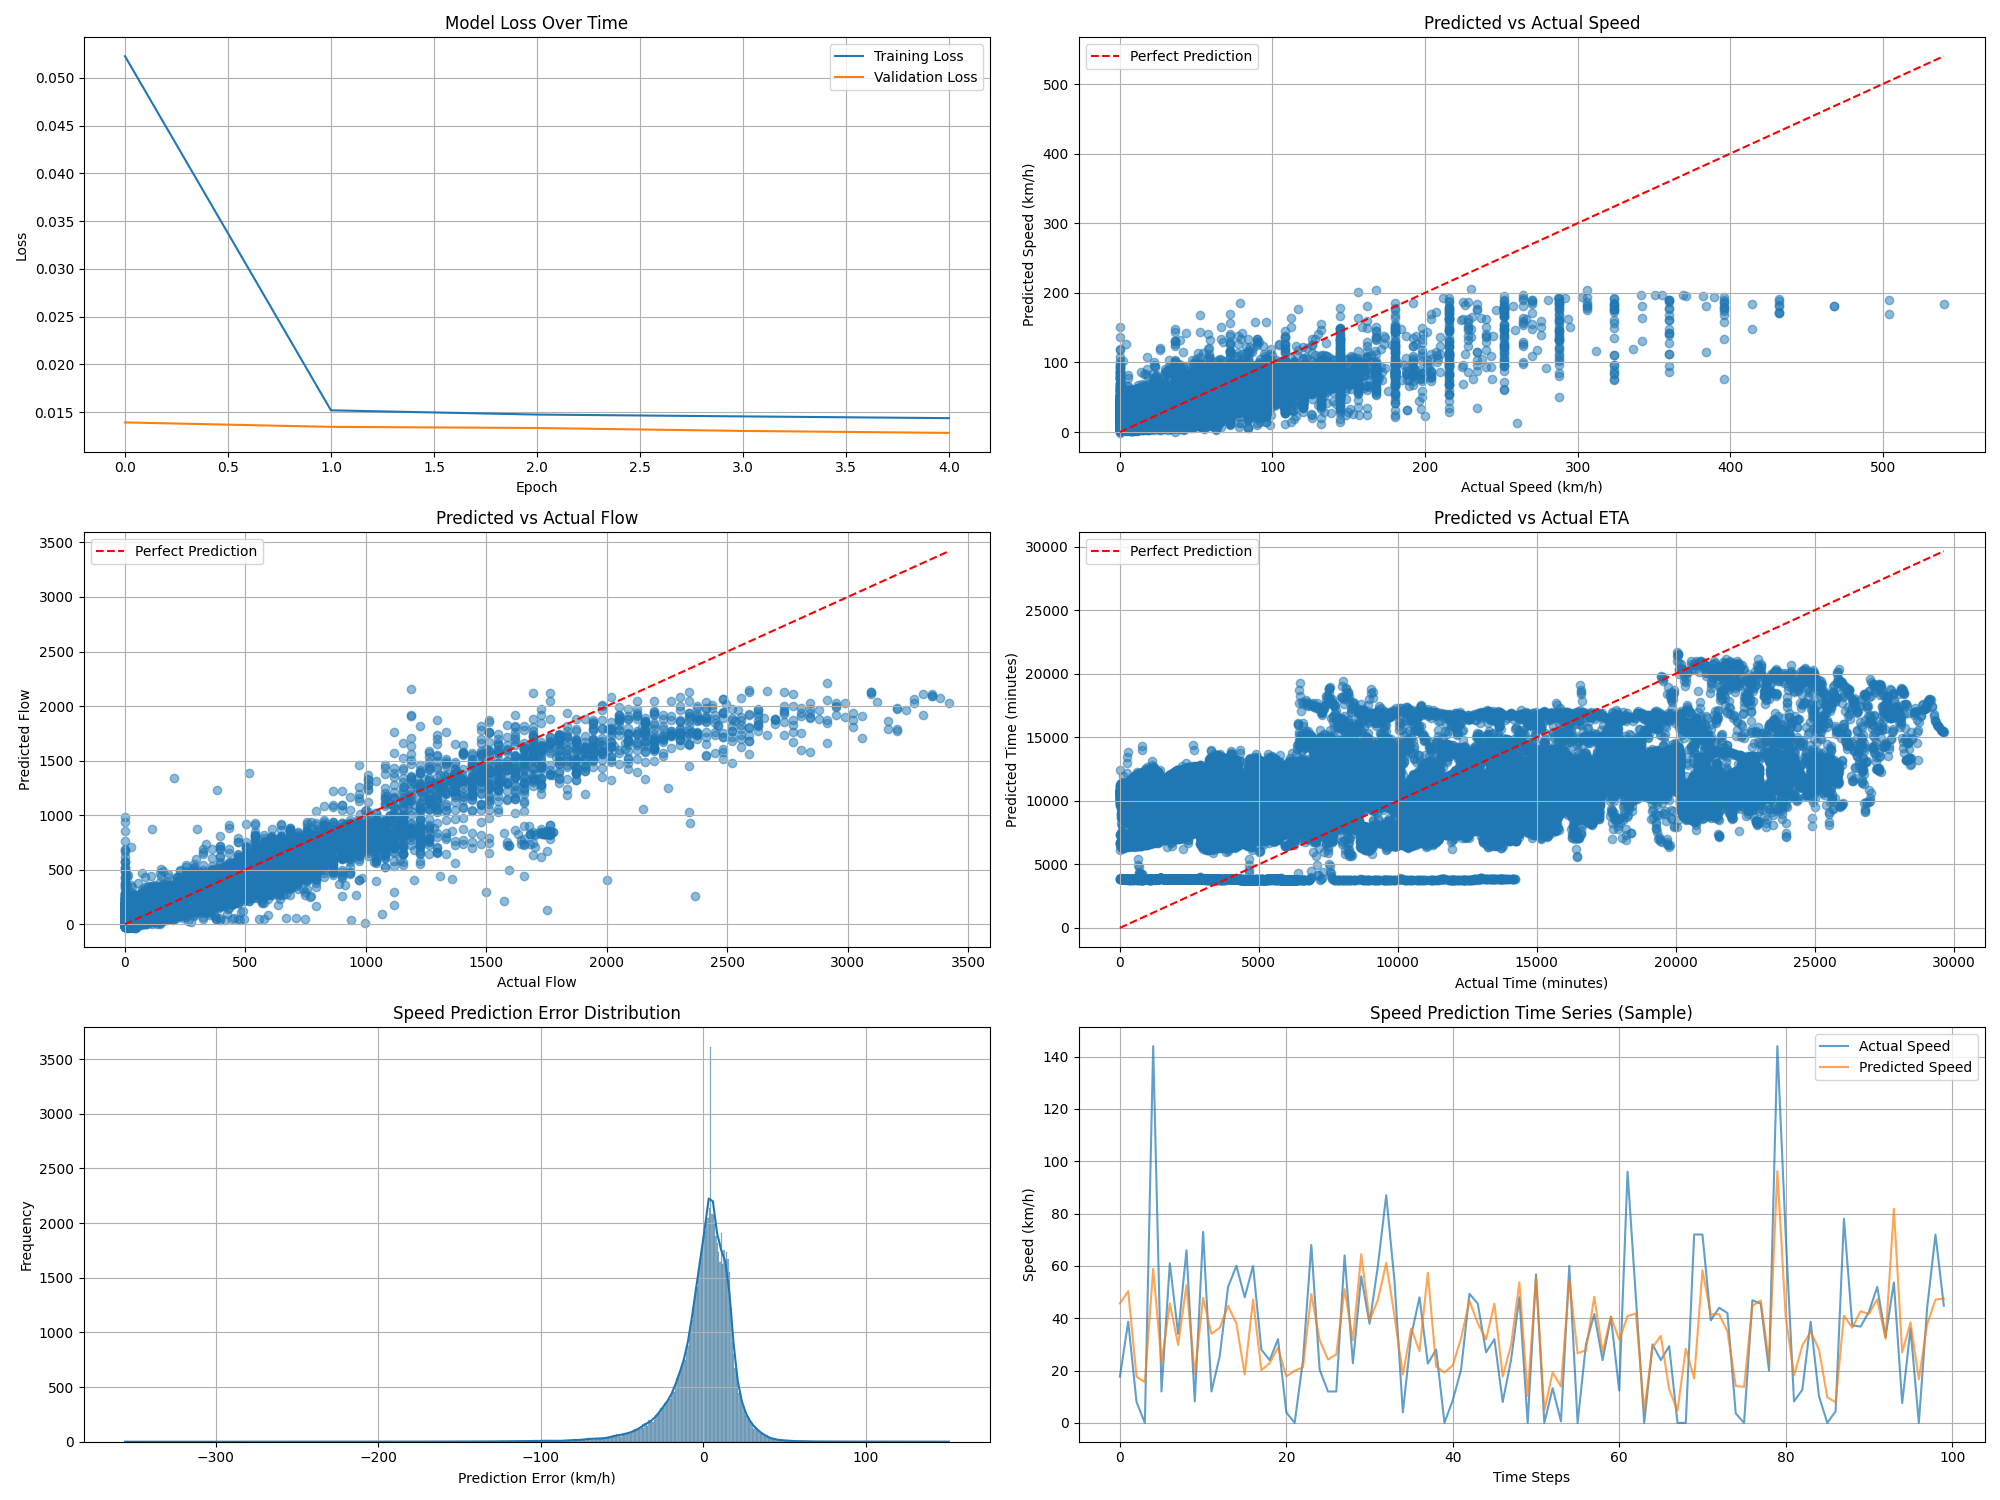 Model Loss Over Time
Training Loss
Validation Loss
0.050
0.045
0.040
0.035
0.030
0.025
0.020
0.015
Loss
0.0 0.5 1.0 1.5 2.0 2.5 3.0 3.5 4.0
Epoch
Predicted vs Actual Speed
Perfect Prediction
500
400
300
200
100
0
Predicted Speed (km/h)
0 100 200 300 400 500
Actual Speed (km/h)
Predicted vs Actual Flow
Perfect Prediction
3500
3000
2500
2000
1500
1000
500
0
Predicted Flow
0 500 1000 1500 2000 2500 3000 3500
Actual Flow
Predicted vs Actual ETA
Perfect Prediction
30000
25000
20000
15000
10000
5000
0
Predicted Time (minutes)
0 5000 10000 15000 20000 25000 30000
Actual Time (minutes)
Speed Prediction Error Distribution
3500
3000
2500
2000
1500
1000
500
0
Frequency
−300 −200 −100 0 100
Prediction Error (km/h)
Speed Prediction Time Series (Sample)
Actual Speed
Predicted Speed
140
120
100
80
60
40
20
0
Speed (km/h)
0 20 40 60 80 100
Time Steps